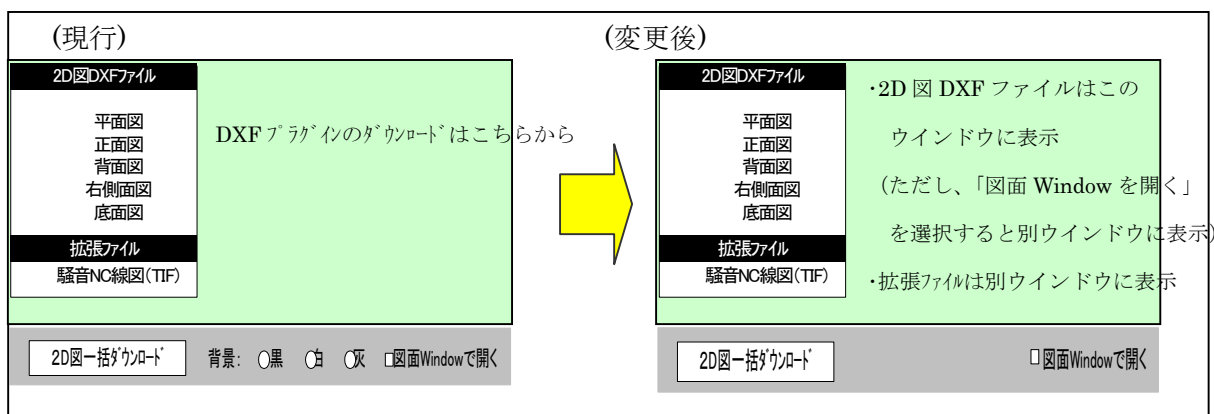 (現行)
2D図DXFファイル
平面図
正面図
背面図
右側面図
底面図
拡張ファイル
騒音NC線図(TIF)
DXFﾌﾟﾗｸﾞｲﾝのﾀﾞｳﾝﾛｰﾄﾞはこちらから
2D図一括ﾀﾞｳﾝﾛｰﾄﾞ
背景: ○黒 ○白 ○灰 □図面Windowで開く
(変更後)
2D図DXFファイル
平面図
正面図
背面図
右側面図
底面図
拡張ファイル
騒音NC線図(TIF)
・2D 図 DXF ファイルはこの
ウインドウに表示
(ただし、「図面 Window を開く」
を選択すると別ウインドウに表示)
・拡張ﾌｧｲﾙは別ウインドウに表示
2D図一括ﾀﾞｳﾝﾛｰﾄﾞ
□図面Windowで開く